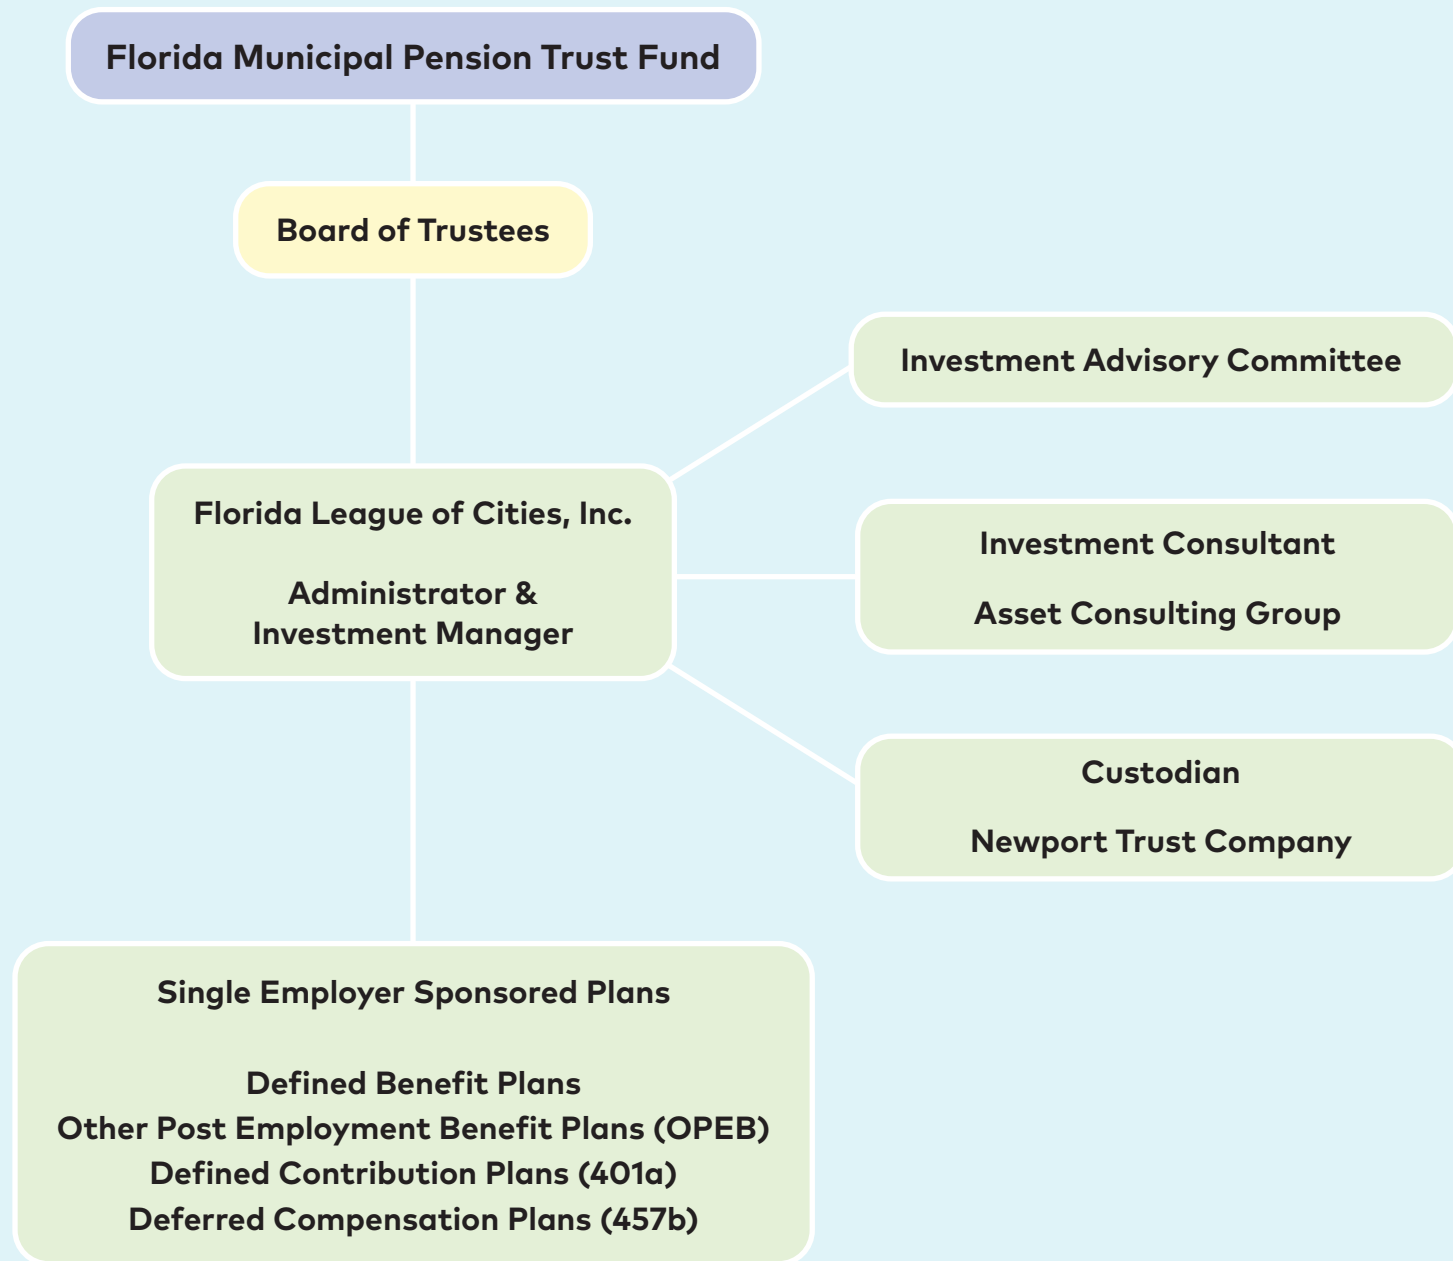 Florida Municipal Pension Trust Fund
Board of Trustees
Investment Advisory Committee
Florida League of Cities, Inc.
Administrator &
Investment Manager
Investment Consultant
Asset Consulting Group
Custodian
Newport Trust Company
Single Employer Sponsored Plans
Defined Benefit Plans
Other Post Employment Benefit Plans (OPEB)
Defined Contribution Plans (401a)
Deferred Compensation Plans (457b)